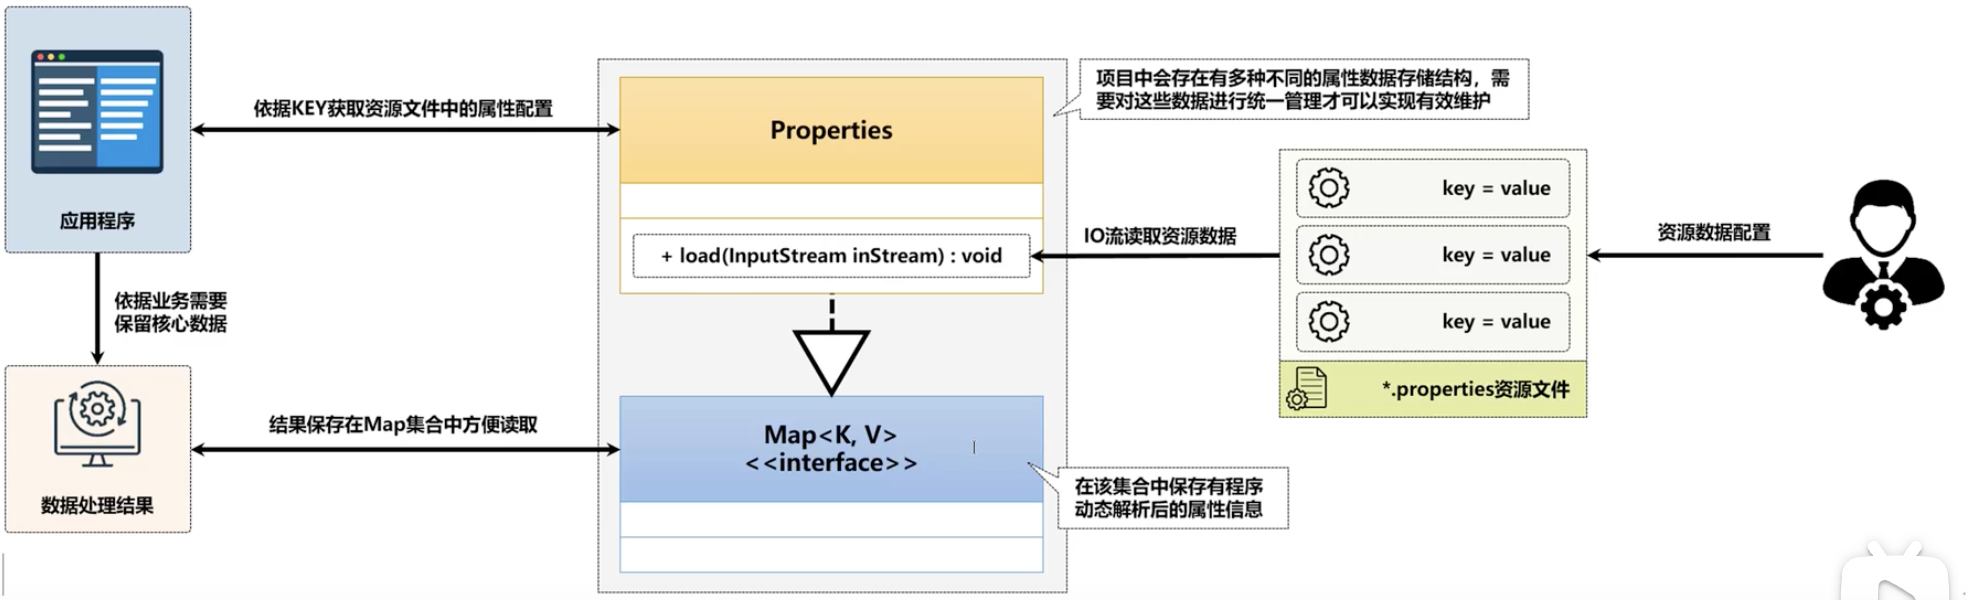 应用程序
依据KEY获取资源文件中的属性配置
Properties
项目中会存在有多种不同的属性数据存储结构，需
要对这些数据进行统一管理才可以实现有效维护
+ load(InputStream inStream) : void
IO流读取资源数据
key = value
key = value
key = value
*.properties资源文件
资源数据配置
依据业务需要
保留核心数据
数据处理结果
结果保存在Map集合中方便读取
Map<K, V>
<<interface>>
在该集合中保存有程序
动态解析后的属性信息